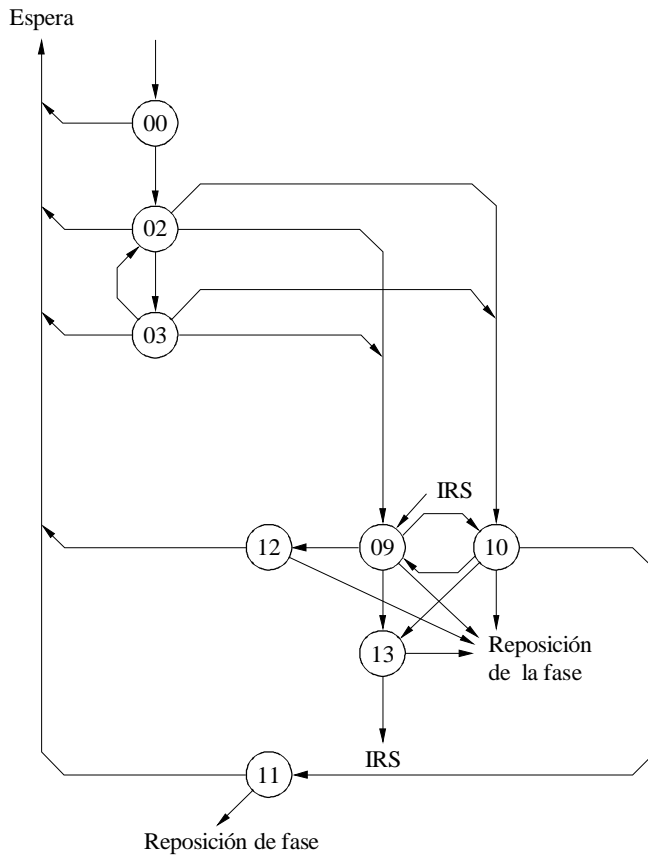 Espera
00
02
03
IRS
12
09
10
13
Reposición
de la fase
IRS
11
Reposición de fase